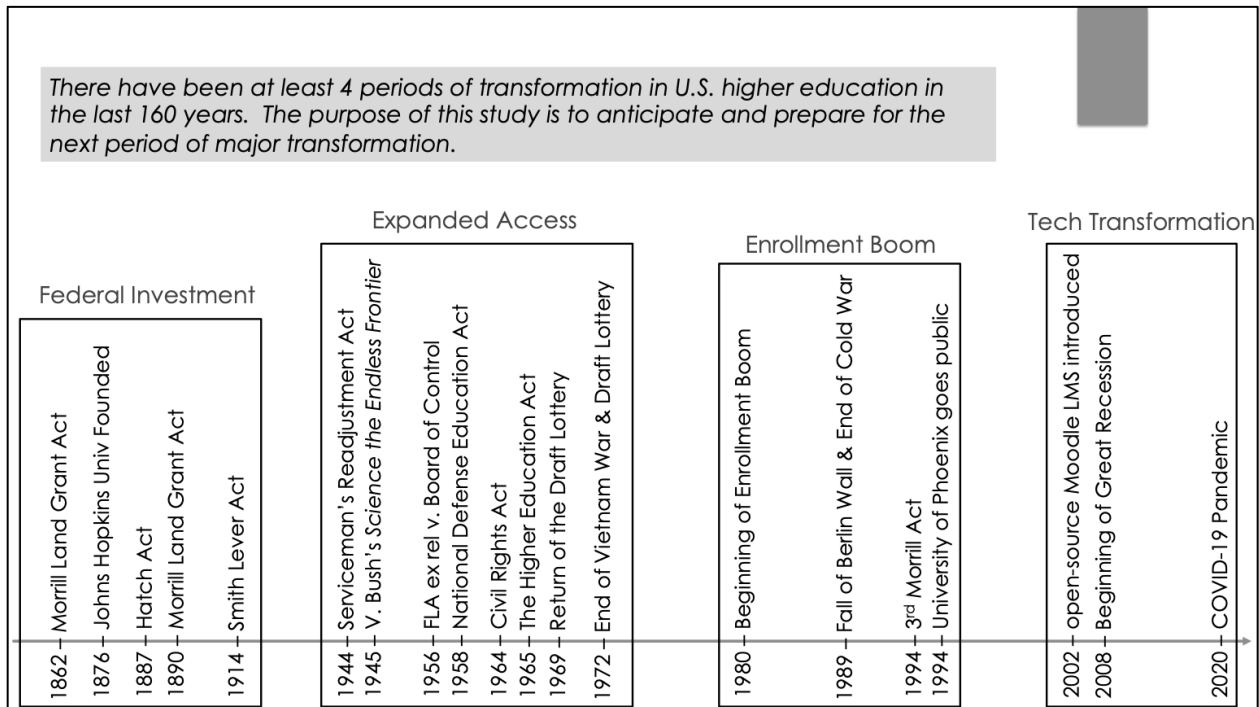 There have been at least 4 periods of transformation in U.S. higher education in
the last 160 years.  The purpose of this study is to anticipate and prepare for the
next period of major transformation.
Federal Investment
1862 – Morrill Land Grant Act
1876 – Johns Hopkins Univ Founded
1887 – Hatch Act
1890 – Morrill Land Grant Act
1914 – Smith Lever Act
Expanded Access
1944 – Serviceman's Readjustment Act
1945 – V. Bush's Science the Endless Frontier
1956 – FLA ex rel v. Board of Control
1958 – National Defense Education Act
1964 – Civil Rights Act
1965 – The Higher Education Act
1969 – Return of the Draft Lottery
1972 – End of Vietnam War & Draft Lottery
Enrollment Boom
1980 – Beginning of Enrollment Boom
1989 – Fall of Berlin Wall & End of Cold War
1994 – 3rd Morrill Act
1994 – University of Phoenix goes public
Tech Transformation
2002 – open-source Moodle LMS introduced
2008 – Beginning of Great Recession
2020 – COVID-19 Pandemic